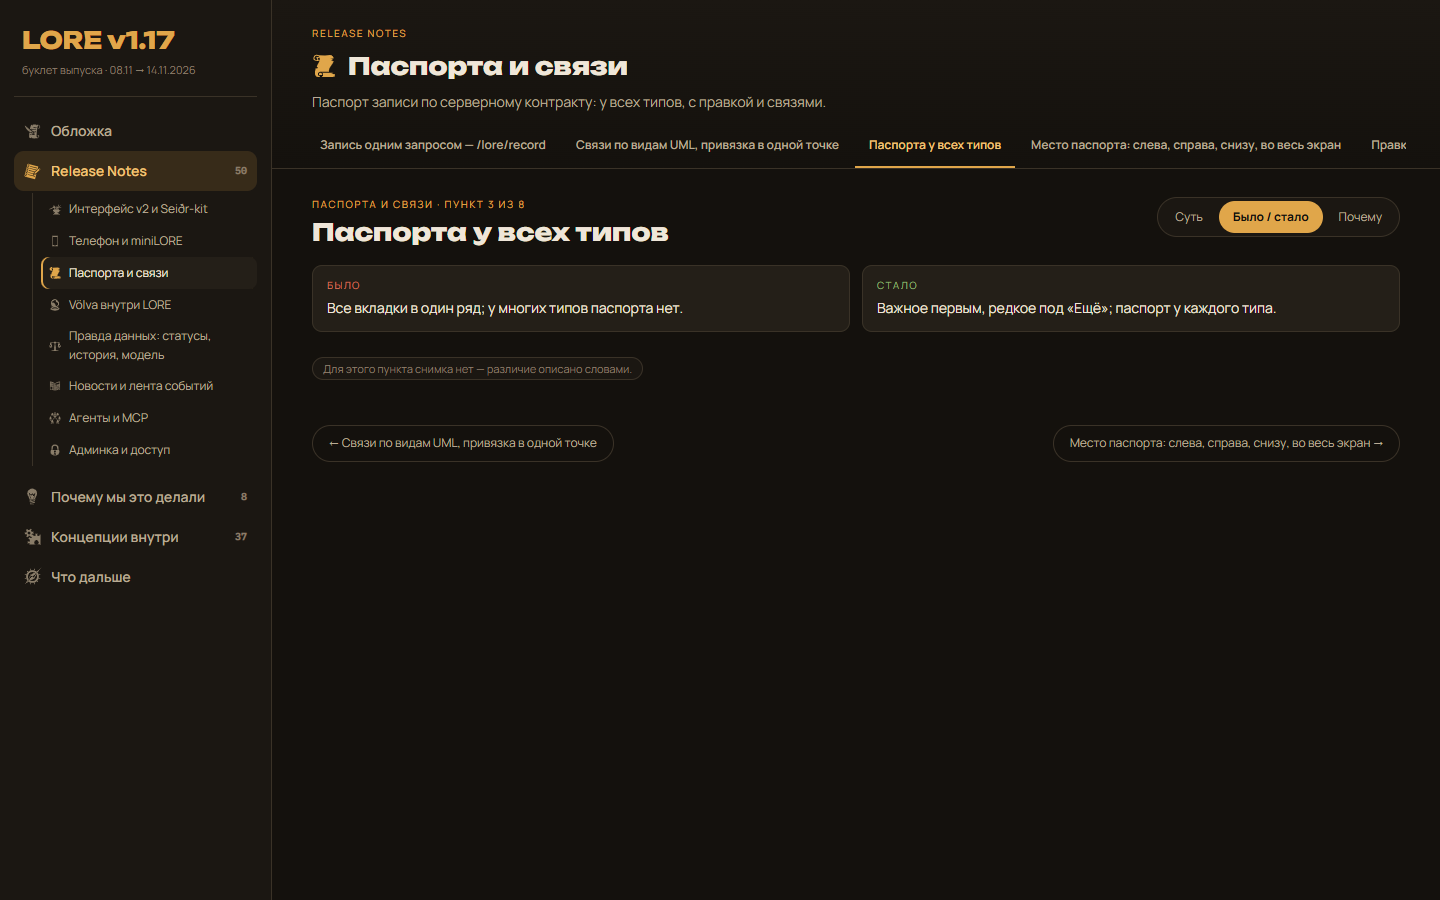 LORE v1.17
буклет выпуска · 08.11 → 14.11.2026
Обложка
Release Notes 50
Интерфейс v2 и Seiðr-kit
Телефон и miniLORE
Паспорта и связи
Völva внутри LORE
Правда данных: статусы,
история, модель
Новости и лента событий
Агенты и MCP
Админка и доступ
Почему мы это делали 8
Концепции внутри 37
Что дальше
RELEASE NOTES
Паспорта и связи
Паспорт записи по серверному контракту: у всех типов, с правкой и связями.
Запись одним запросом — /lore/record
Связи по видам UML, привязка в одной точке
Паспорта у всех типов
Место паспорта: слева, справа, снизу, во весь экран
Правк
ПАСПОРТА И СВЯЗИ · ПУНКТ 3 ИЗ 8
Паспорта у всех типов
Суть
Было / стало
Почему
БЫЛО
Все вкладки в один ряд; у многих типов паспорта нет.
СТАЛО
Важное первым, редкое под «Ещё»; паспорт у каждого типа.
Для этого пункта снимка нет — различие описано словами.
← Связи по видам UML, привязка в одной точке
Место паспорта: слева, справа, снизу, во весь экран →